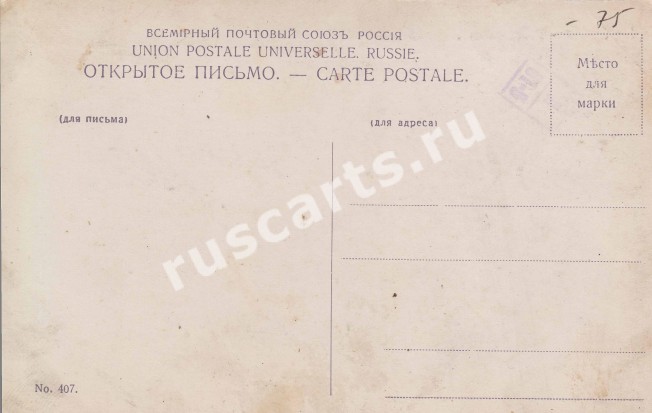 - 75
ВСЕМІРНЫЙ ПОЧТОВЫЙ СОЮЗЪ РОССІЯ
UNION POSTALE UNIVERSELLE. RUSSIE.
ОТКРЫТОЕ ПИСЬМО. — CARTE POSTALE.
Мѣсто
для
марки
(для письма)
(для адреса)
ruscarts.ru
No. 407.